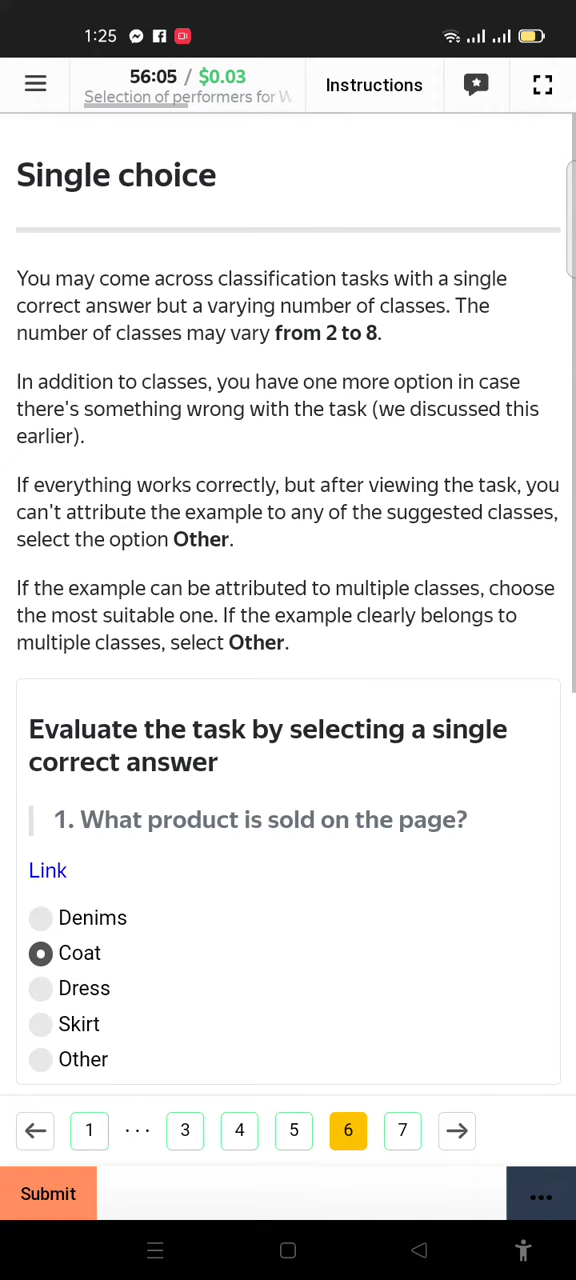 1:25
56:05 / $0.03
Selection of performers for W
Instructions
Single choice
You may come across classification tasks with a single
correct answer but a varying number of classes. The
number of classes may vary from 2 to 8.
In addition to classes, you have one more option in case
there's something wrong with the task (we discussed this
earlier).
If everything works correctly, but after viewing the task, you
can't attribute the example to any of the suggested classes,
select the option Other.
If the example can be attributed to multiple classes, choose
the most suitable one. If the example clearly belongs to
multiple classes, select Other.
Evaluate the task by selecting a single
correct answer
1. What product is sold on the page?
Link
Denims
Coat
Dress
Skirt
Other
1 ... 3 4 5 6 7
Submit
...